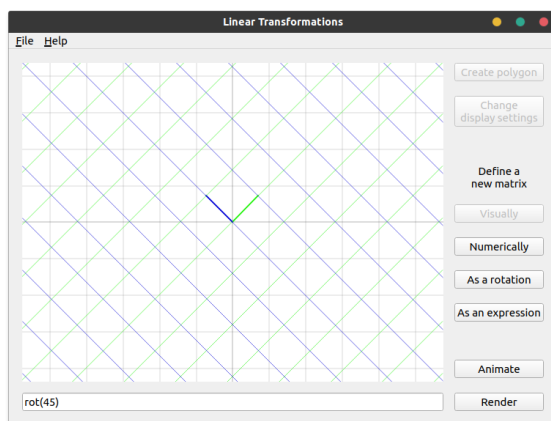 Linear Transformations
File Help
Create polygon
Change
display settings
Define a
new matrix
Visually
Numerically
As a rotation
As an expression
Animate
rot(45)
Render